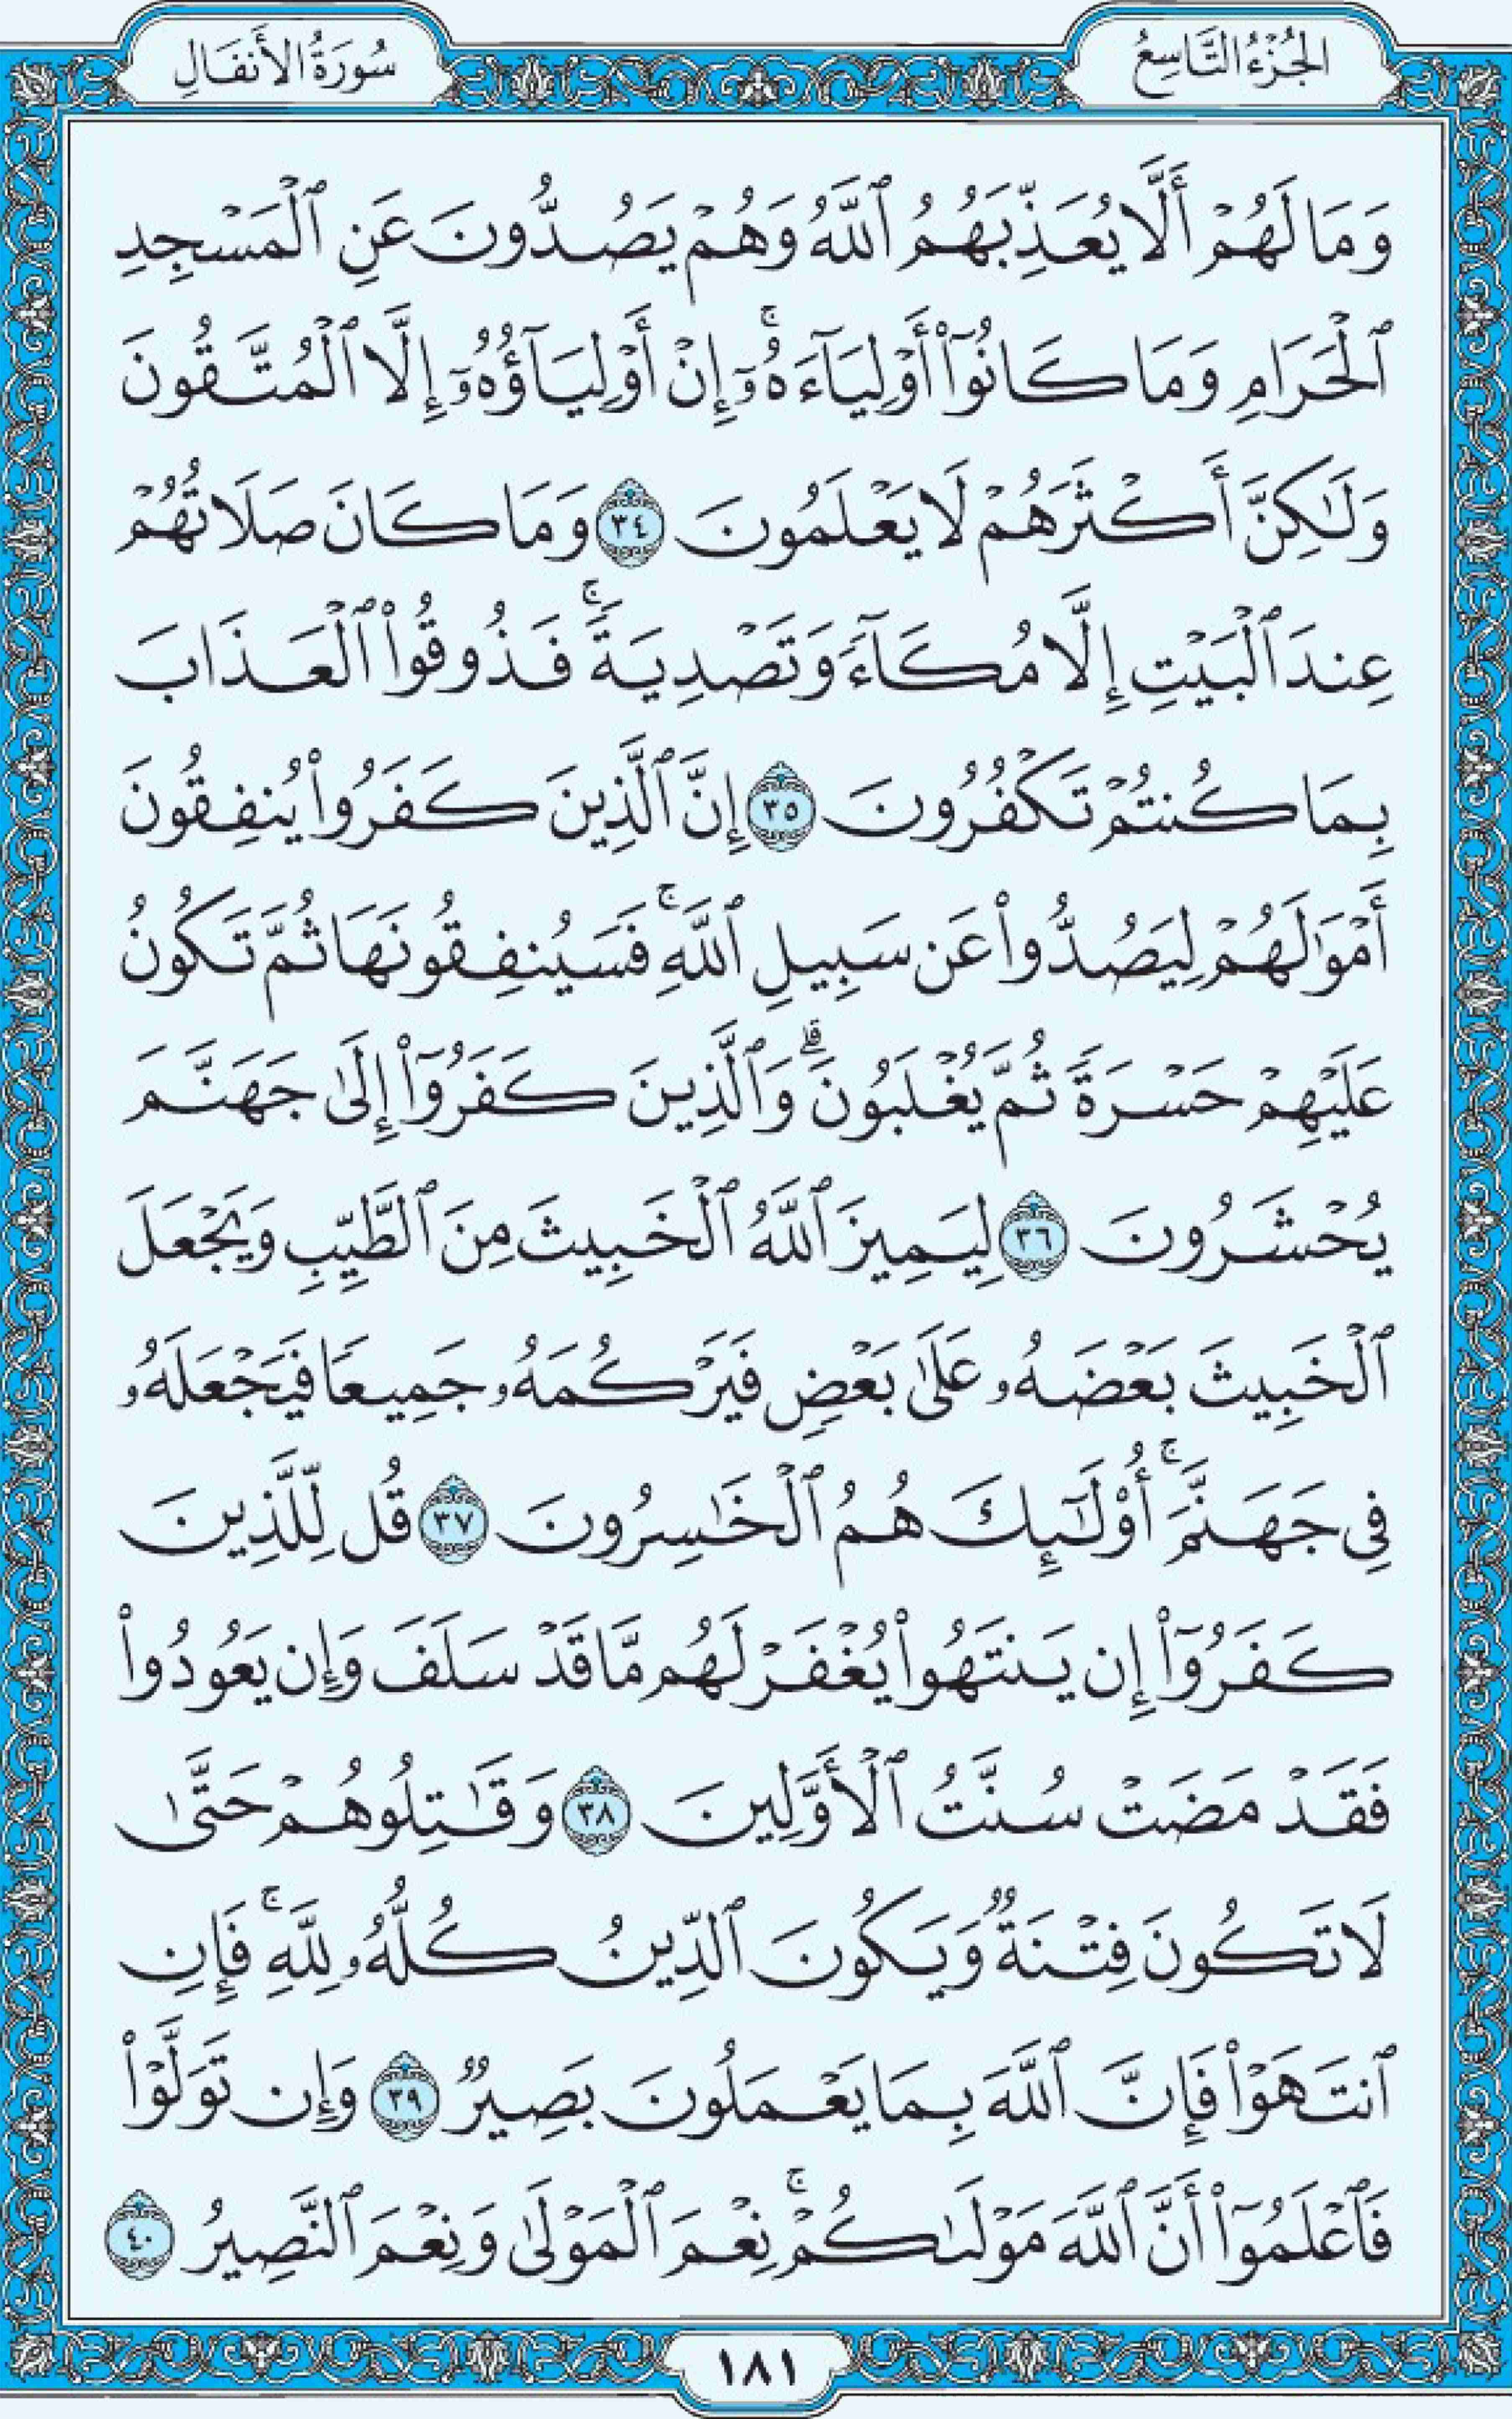 الجُزْءُ التَّاسِعُ
سُورَةُ الأَنفَالِ
وَمَا لَهُمْ أَلَّا يُعَذِّبَهُمُ ٱللَّهُ وَهُمْ يَصُدُّونَ عَنِ ٱلْمَسْجِدِ
ٱلْحَرَامِ وَمَا كَانُوٓا۟ أَوْلِيَآءَهُۥٓ ۚ إِنْ أَوْلِيَآؤُهُۥٓ إِلَّا ٱلْمُتَّقُونَ
وَلَـٰكِنَّ أَكْثَرَهُمْ لَا يَعْلَمُونَ ٣٤ وَمَا كَانَ صَلَاتُهُمْ
عِندَ ٱلْبَيْتِ إِلَّا مُكَآءً وَتَصْدِيَةً ۚ فَذُوقُوا۟ ٱلْعَذَابَ
بِمَا كُنتُمْ تَكْفُرُونَ ٣٥ إِنَّ ٱلَّذِينَ كَفَرُوا۟ يُنفِقُونَ
أَمْوَٰلَهُمْ لِيَصُدُّوا۟ عَن سَبِيلِ ٱللَّهِ ۚ فَسَيُنفِقُونَهَا ثُمَّ تَكُونُ
عَلَيْهِمْ حَسْرَةً ثُمَّ يُغْلَبُونَ ۗ وَٱلَّذِينَ كَفَرُوٓا۟ إِلَىٰ جَهَنَّمَ
يُحْشَرُونَ ٣٦ لِيَمِيزَ ٱللَّهُ ٱلْخَبِيثَ مِنَ ٱلطَّيِّبِ وَيَجْعَلَ
ٱلْخَبِيثَ بَعْضَهُۥ عَلَىٰ بَعْضٍ فَيَرْكُمَهُۥ جَمِيعًا فَيَجْعَلَهُۥ
فِى جَهَنَّمَ ۚ أُو۟لَـٰٓئِكَ هُمُ ٱلْخَـٰسِرُونَ ٣٧ قُل لِّلَّذِينَ
كَفَرُوٓا۟ إِن يَنتَهُوا۟ يُغْفَرْ لَهُم مَّا قَدْ سَلَفَ وَإِن يَعُودُوا۟
فَقَدْ مَضَتْ سُنَّتُ ٱلْأَوَّلِينَ ٣٨ وَقَـٰتِلُوهُمْ حَتَّىٰ
لَا تَكُونَ فِتْنَةٌ وَيَكُونَ ٱلدِّينُ كُلُّهُۥ لِلَّهِ ۚ فَإِنِ
ٱنتَهَوْا۟ فَإِنَّ ٱللَّهَ بِمَا يَعْمَلُونَ بَصِيرٌ ٣٩ وَإِن تَوَلَّوْا۟
فَٱعْلَمُوٓا۟ أَنَّ ٱللَّهَ مَوْلَىٰكُمْ ۚ نِعْمَ ٱلْمَوْلَىٰ وَنِعْمَ ٱلنَّصِيرُ ٤٠
١٨١